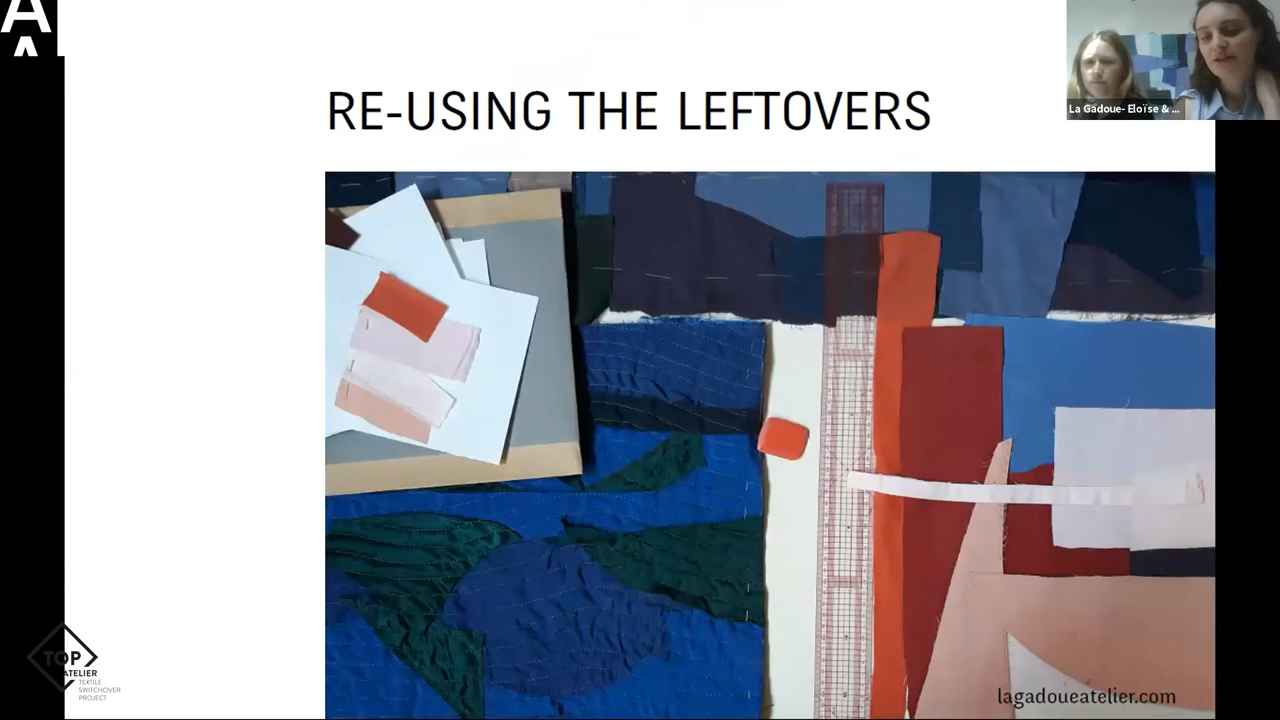 A
La Gadoue- Eloïse & ...
RE-USING THE LEFTOVERS
TOP
ATELIER
TEXTILE
SWITCHOVER
PROJECT
lagadoueatelier.com